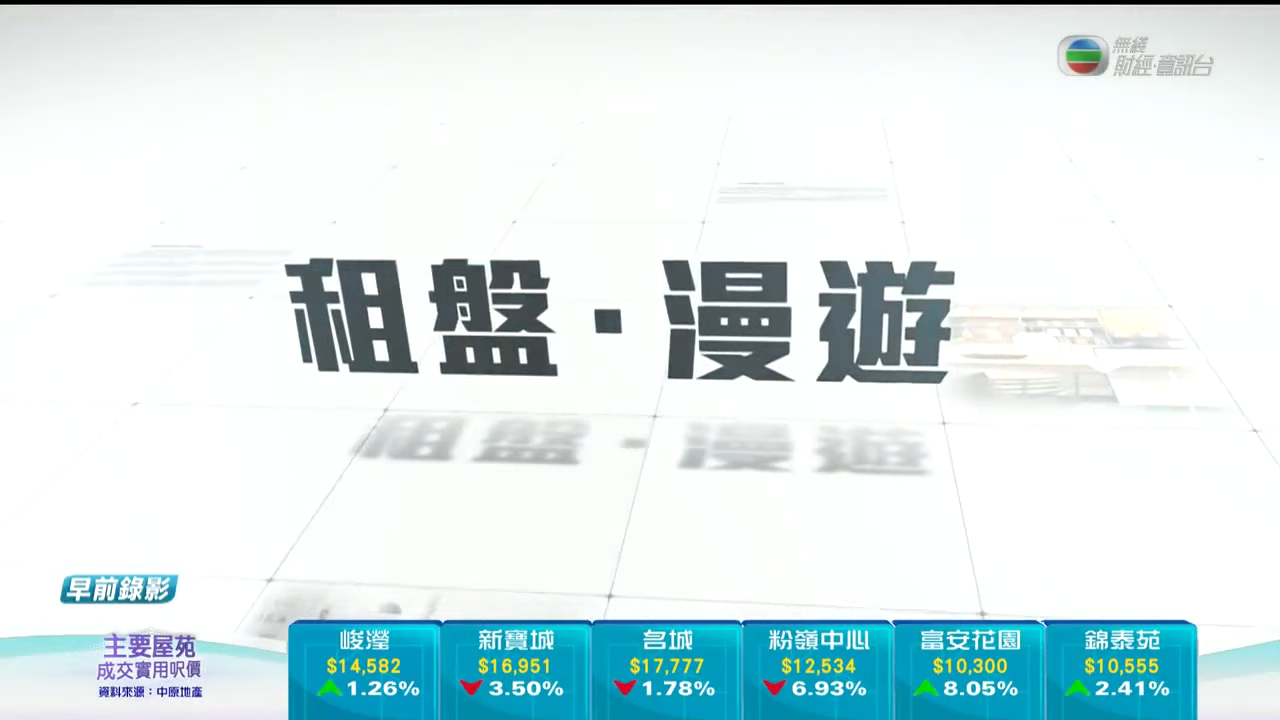 無綫
財經·資訊台
租盤·漫遊
早前錄影
主要屋苑
成交實用呎價
資料來源：中原地產
峻瀅
$14,582
1.26%
新寶城
$16,951
3.50%
名城
$17,777
1.78%
粉嶺中心
$12,534
6.93%
富安花園
$10,300
8.05%
錦泰苑
$10,555
2.41%